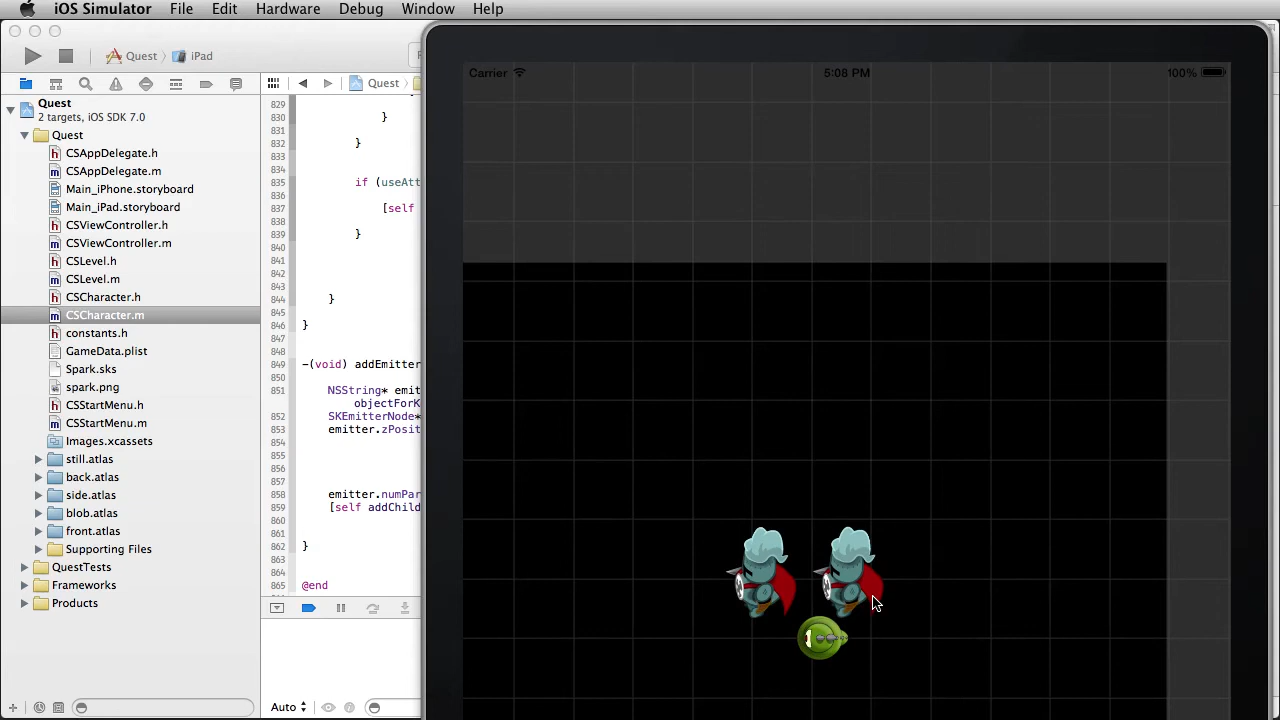 iOS Simulator File Edit Hardware Debug Window Help
Quest iPad
Quest
Quest
2 targets, iOS SDK 7.0
Quest
CSAppDelegate.h
CSAppDelegate.m
Main_iPhone.storyboard
Main_iPad.storyboard
CSViewController.h
CSViewController.m
CSLevel.h
CSLevel.m
CSCharacter.h
CSCharacter.m
constants.h
GameData.plist
Spark.sks
spark.png
CSStartMenu.h
CSStartMenu.m
Images.xcassets
still.atlas
back.atlas
side.atlas
blob.atlas
front.atlas
Supporting Files
QuestTests
Frameworks
Products
829
830 }
831
832 }
833
834
835 if (useAtt
836
837 [self
838
839 }
840
841
842
843
844 }
845
846 }
847
848
849 -(void) addEmitter
850
851 NSString* emit
objectForK
852 SKEmitterNode*
853 emitter.zPosit
854
855
856
857
858 emitter.numPar
859 [self addChild
860
861
862 }
863
864
865 @end
Auto
Carrier 5:08 PM 100%